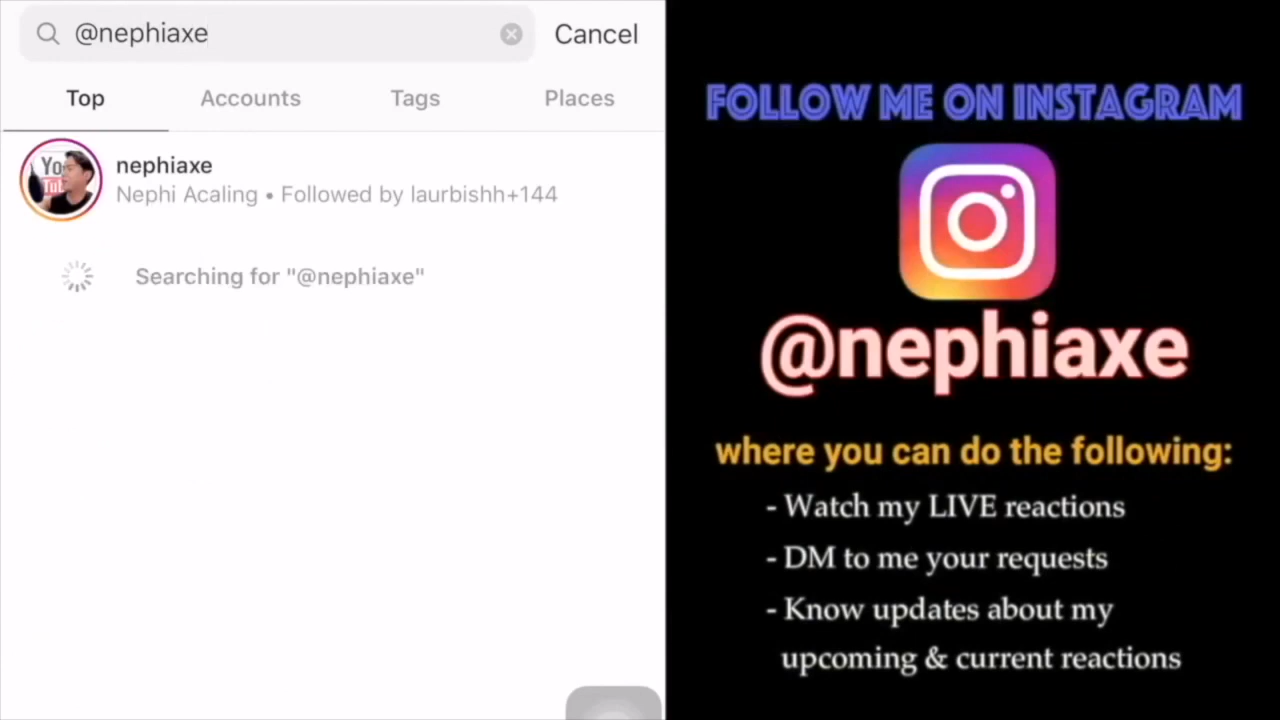 @nephiaxe
Cancel
Top
Accounts
Tags
Places
nephiaxe
Nephi Acaling • Followed by laurbishh+144
Searching for "@nephiaxe"
FOLLOW ME ON INSTAGRAM
@nephiaxe
where you can do the following:
- Watch my LIVE reactions
- DM to me your requests
- Know updates about my
upcoming & current reactions